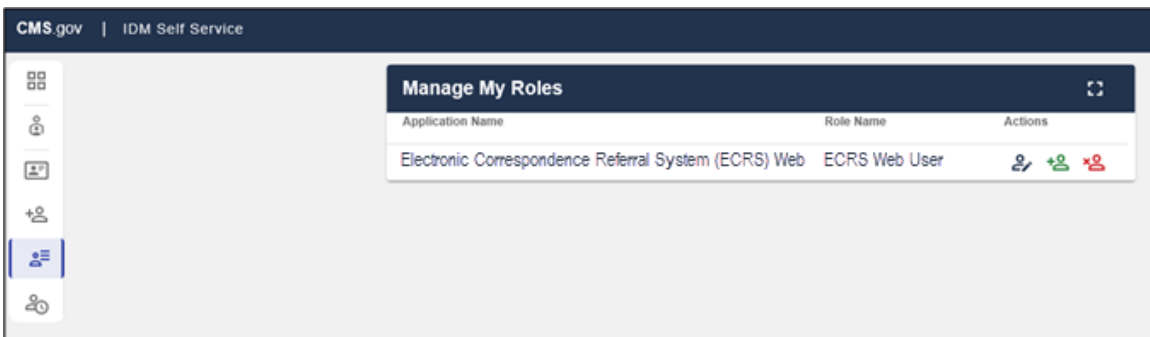 CMS.gov | IDM Self Service
Manage My Roles
Application Name Role Name Actions
Electronic Correspondence Referral System (ECRS) Web ECRS Web User